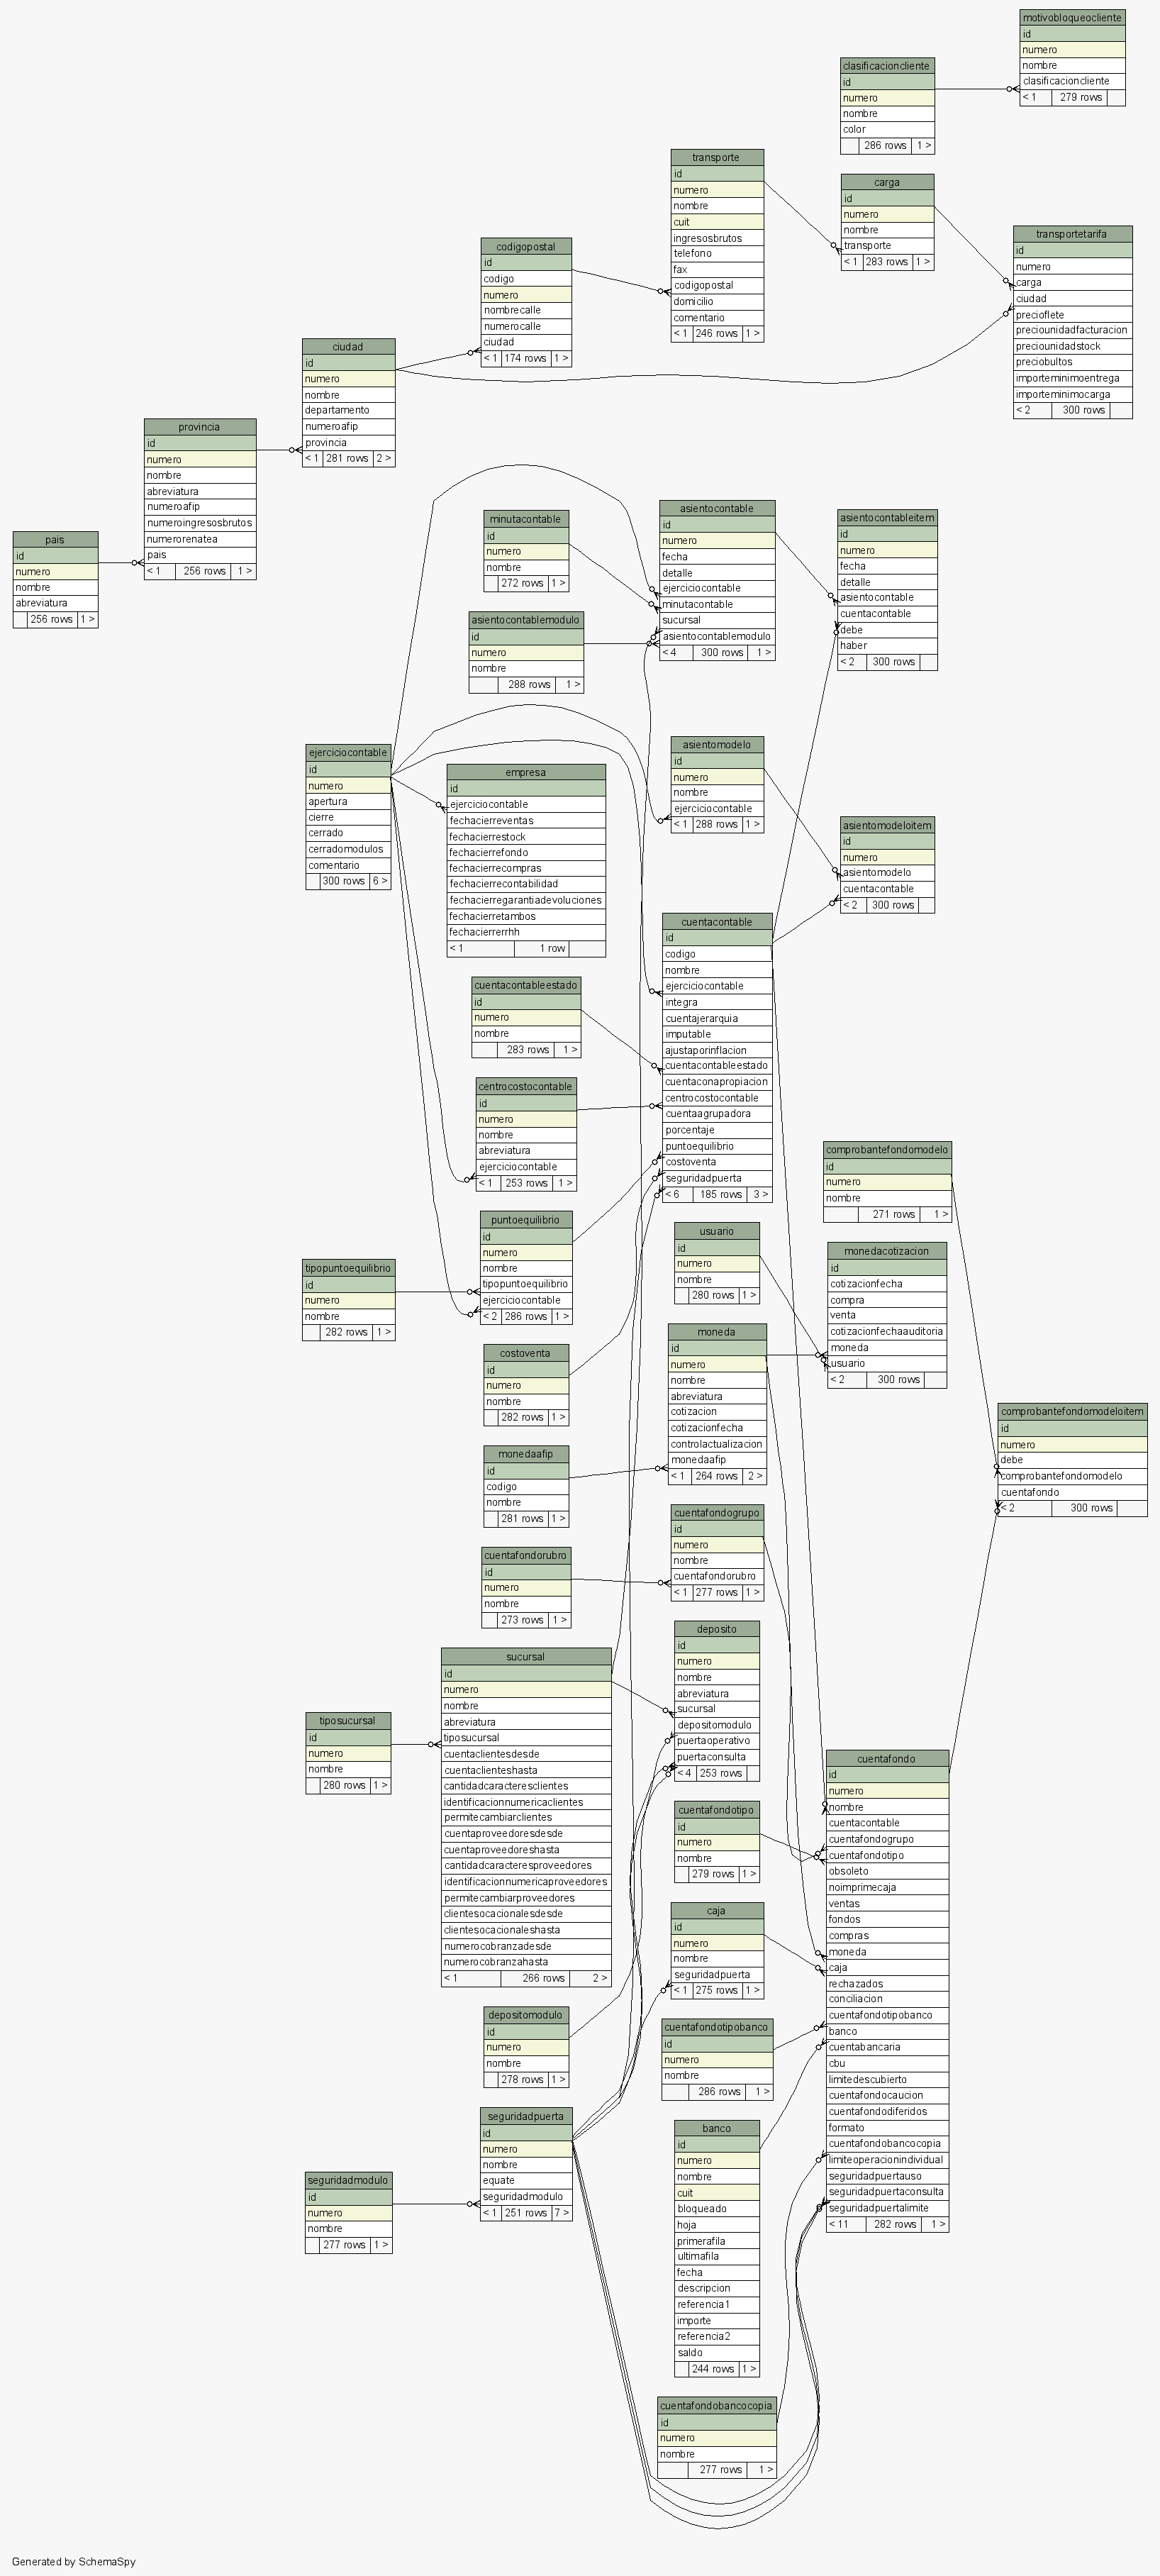 motivobloqueocliente
id
numero
nombre
clasificacioncliente
< 1 279 rows
clasificacioncliente
id
numero
nombre
color
286 rows 1 >
transporte
id
numero
nombre
cuit
ingresosbrutos
telefono
fax
codigopostal
domicilio
comentario
< 1 246 rows 1 >
carga
id
numero
nombre
transporte
< 1 283 rows 1 >
transportetarifa
id
numero
carga
ciudad
precioflete
preciounidadfacturacion
preciounidadstock
preciobultos
importeminimoentrega
importeminimocarga
< 2 300 rows
codigopostal
id
codigo
numero
nombrecalle
numerocalle
ciudad
< 1 174 rows 1 >
ciudad
id
numero
nombre
departamento
numeroafip
provincia
< 1 281 rows 2 >
provincia
id
numero
nombre
abreviatura
numeroafip
numeroingresosbrutos
numerorenatea
pais
< 1 256 rows 1 >
pais
id
numero
nombre
abreviatura
256 rows 1 >
minutacontable
id
numero
nombre
272 rows 1 >
asientocontable
id
numero
fecha
detalle
ejerciciocontable
minutacontable
sucursal
asientocontablemodulo
< 4 300 rows 1 >
asientocontableitem
id
numero
fecha
detalle
asientocontable
cuentacontable
debe
haber
< 2 300 rows
asientocontablemodulo
id
numero
nombre
288 rows 1 >
ejerciciocontable
id
numero
apertura
cierre
cerrado
cerradomodulos
comentario
300 rows 6 >
empresa
id
ejerciciocontable
fechacierreventas
fechacierrestock
fechacierrefondo
fechacierrecompras
fechacierrecontabilidad
fechacierregarantiadevoluciones
fechacierretambos
fechacierrerrhh
< 1 1 row
asientomodelo
id
numero
nombre
ejerciciocontable
< 1 288 rows 1 >
asientomodeloitem
id
numero
asientomodelo
cuentacontable
< 2 300 rows
cuentacontable
id
codigo
nombre
ejerciciocontable
integra
cuentajerarquia
imputable
ajustaporinflacion
cuentacontableestado
cuentaconapropiacion
centrocostocontable
cuentaagrupadora
porcentaje
puntoequilibrio
costoventa
seguridadpuerta
< 6 185 rows 3 >
cuentacontableestado
id
numero
nombre
283 rows 1 >
centrocostocontable
id
numero
nombre
abreviatura
ejerciciocontable
< 1 253 rows 1 >
puntoequilibrio
id
numero
nombre
tipopuntoequilibrio
ejerciciocontable
< 2 286 rows 1 >
tipopuntoequilibrio
id
numero
nombre
282 rows 1 >
costoventa
id
numero
nombre
282 rows 1 >
comprobantefondomodelo
id
numero
nombre
271 rows 1 >
usuario
id
numero
nombre
280 rows 1 >
monedacotizacion
id
cotizacionfecha
compra
venta
cotizacionfechaauditoria
moneda
usuario
< 2 300 rows
moneda
id
numero
nombre
abreviatura
cotizacion
cotizacionfecha
controlactualizacion
monedaafip
< 1 264 rows 2 >
comprobantefondomodeloitem
id
numero
debe
comprobantefondomodelo
cuentafondo
< 2 300 rows
monedaafip
id
codigo
nombre
281 rows 1 >
cuentafondogrupo
id
numero
nombre
cuentafondorubro
< 1 277 rows 1 >
cuentafondorubro
id
numero
nombre
273 rows 1 >
deposito
id
numero
nombre
abreviatura
sucursal
depositomodulo
puertaoperativo
puertaconsulta
< 4 253 rows
sucursal
id
numero
nombre
abreviatura
tiposucursal
cuentaclientesdesde
cuentaclienteshasta
cantidadcaracteresclientes
identificacionnumericaclientes
permitecambiarclientes
cuentaproveedoresdesde
cuentaproveedoreshasta
cantidadcaracteresproveedores
identificacionnumericaproveedores
permitecambiarproveedores
clientesocacionalesdesde
clientesocacionaleshasta
numerocobranzadesde
numerocobranzahasta
< 1 266 rows 2 >
tiposucursal
id
numero
nombre
280 rows 1 >
cuentafondo
id
numero
nombre
cuentacontable
cuentafondogrupo
cuentafondotipo
obsoleto
noimprimecaja
ventas
fondos
compras
moneda
caja
rechazados
conciliacion
cuentafondotipobanco
banco
cuentabancaria
cbu
limitedescubierto
cuentafondocaucion
cuentafondodiferidos
formato
cuentafondobancocopia
limiteoperacionindividual
seguridadpuertauso
seguridadpuertaconsulta
seguridadpuertalimite
< 11 282 rows 1 >
cuentafondotipo
id
numero
nombre
279 rows 1 >
caja
id
numero
nombre
seguridadpuerta
< 1 275 rows 1 >
depositomodulo
id
numero
nombre
278 rows 1 >
cuentafondotipobanco
id
numero
nombre
286 rows 1 >
seguridadpuerta
id
numero
nombre
equate
seguridadmodulo
< 1 251 rows 7 >
seguridadmodulo
id
numero
nombre
277 rows 1 >
banco
id
numero
nombre
cuit
bloqueado
hoja
primerafila
ultimafila
fecha
descripcion
referencia1
importe
referencia2
saldo
244 rows 1 >
cuentafondobancocopia
id
numero
nombre
277 rows 1 >
Generated by SchemaSpy